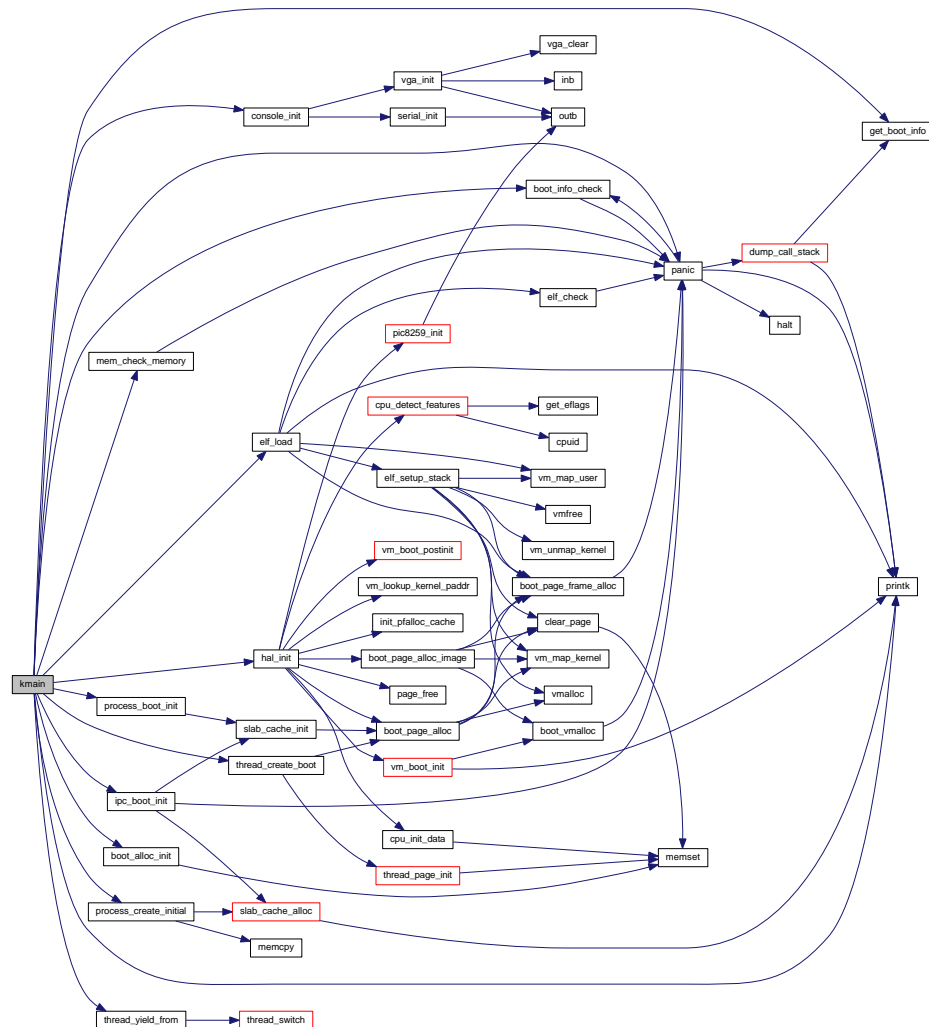 vga_clear
vga_init
inb
console_init
serial_init
outb
get_boot_info
boot_info_check
dump_call_stack
panic
elf_check
halt
pic8259_init
mem_check_memory
cpu_detect_features
get_eflags
elf_load
cpuid
elf_setup_stack
vm_map_user
vmfree
vm_boot_postinit
vm_unmap_kernel
vm_lookup_kernel_paddr
boot_page_frame_alloc
printk
init_pfalloc_cache
clear_page
hal_init
boot_page_alloc_image
vm_map_kernel
kmain
page_free
vmalloc
process_boot_init
slab_cache_init
boot_page_alloc
boot_vmalloc
thread_create_boot
vm_boot_init
ipc_boot_init
cpu_init_data
boot_alloc_init
memset
thread_page_init
process_create_initial
slab_cache_alloc
memcpy
thread_yield_from
thread_switch